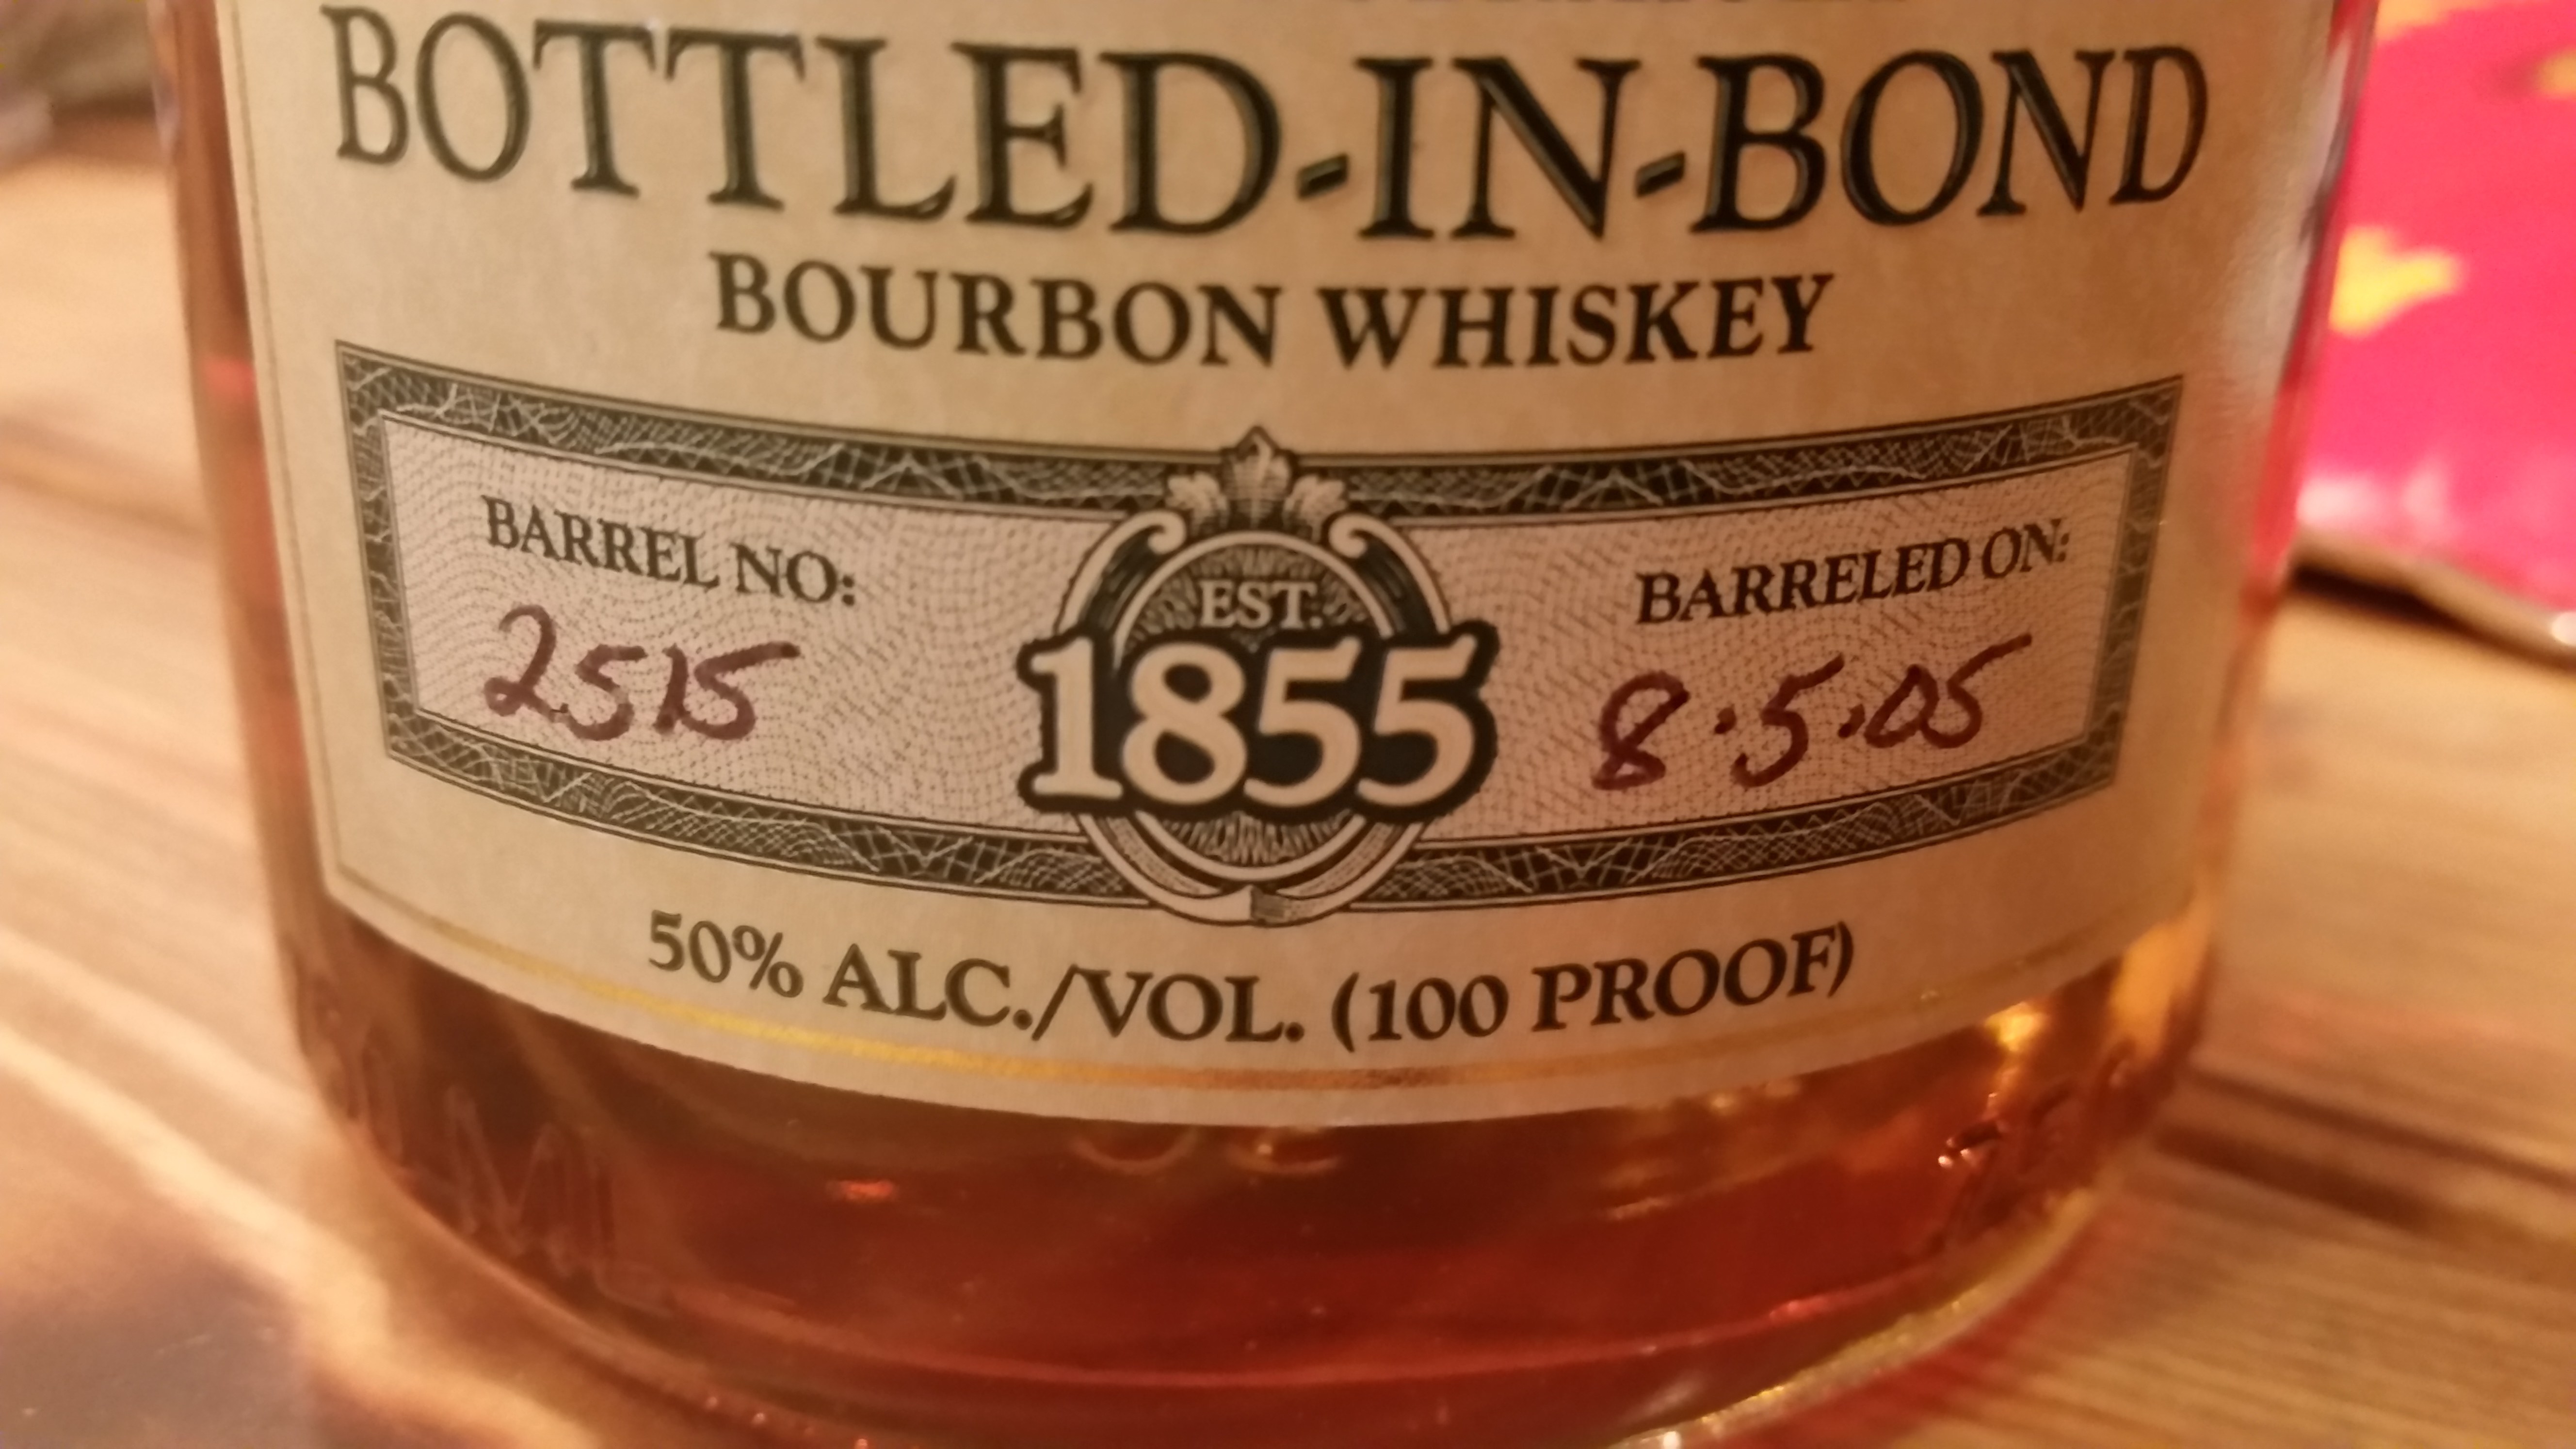 BOTTLED-IN-BOND
BOURBON WHISKEY
BARREL NO:
2515
EST.
1855
BARRELED ON:
8.5.05
50% ALC./VOL. (100 PROOF)